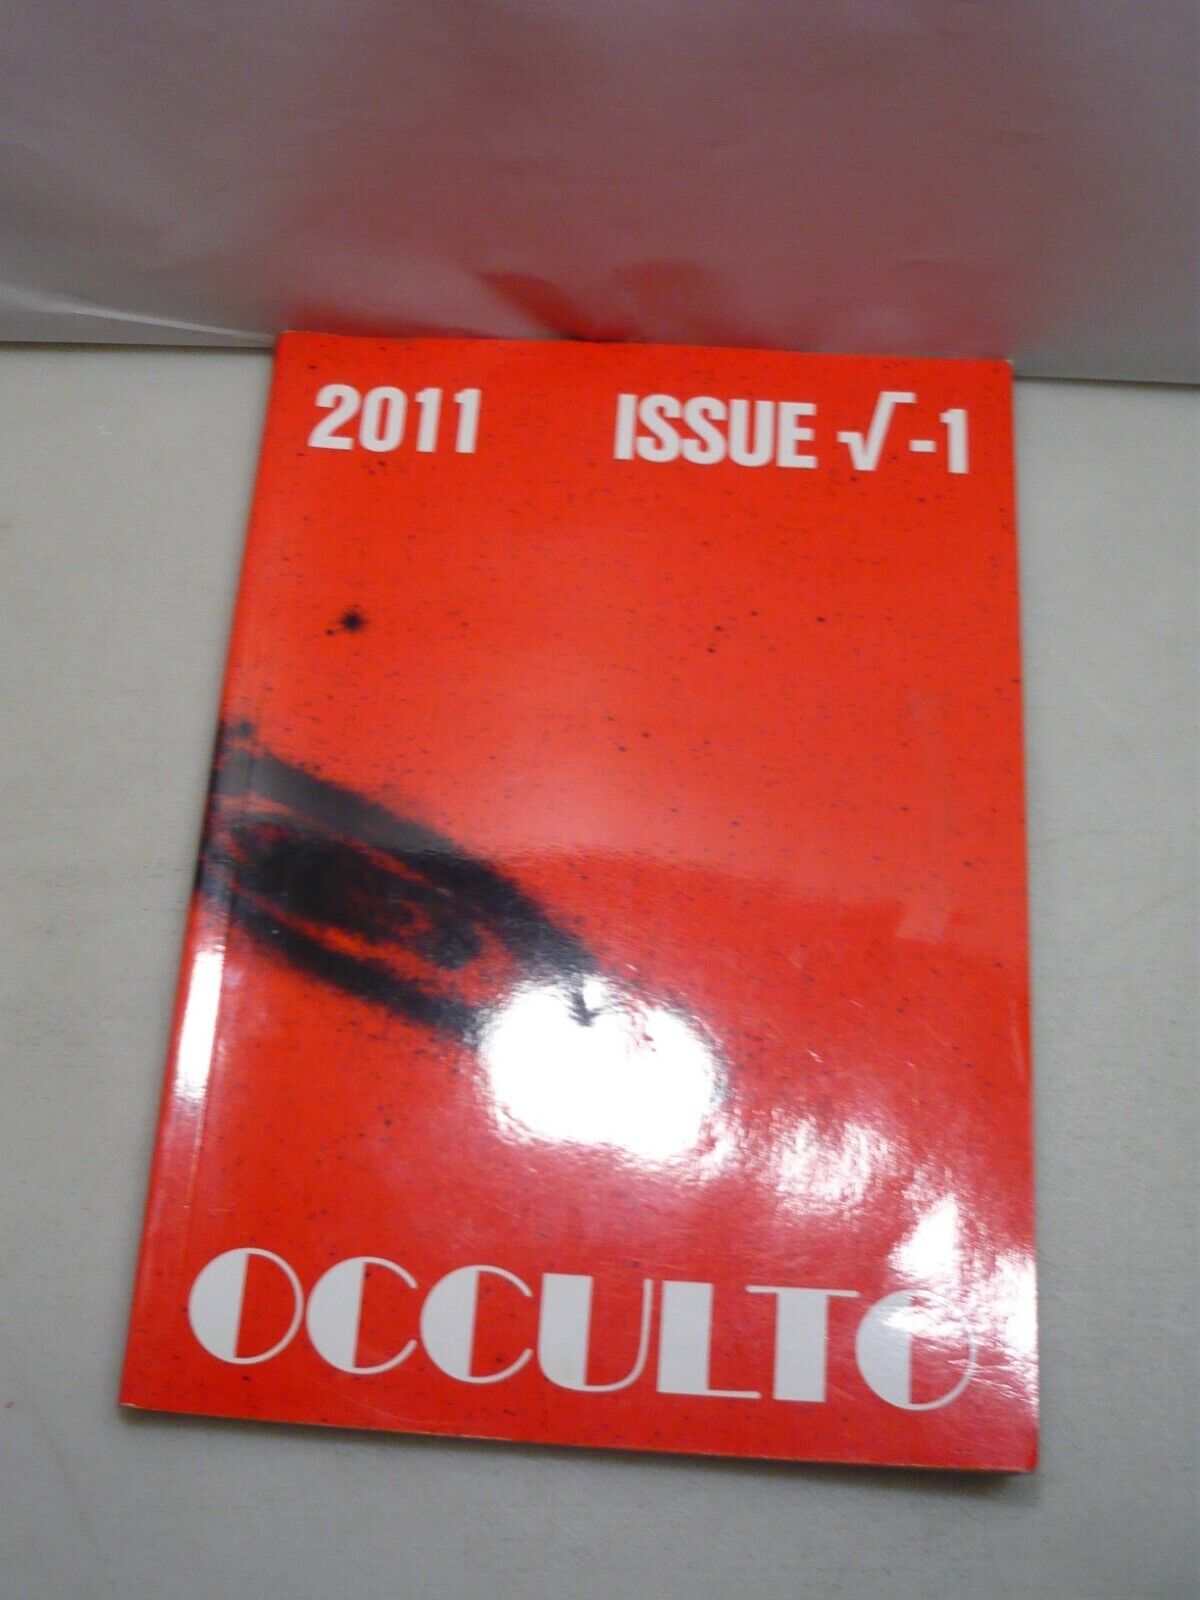 2011 ISSUE √-1
OCCULTO